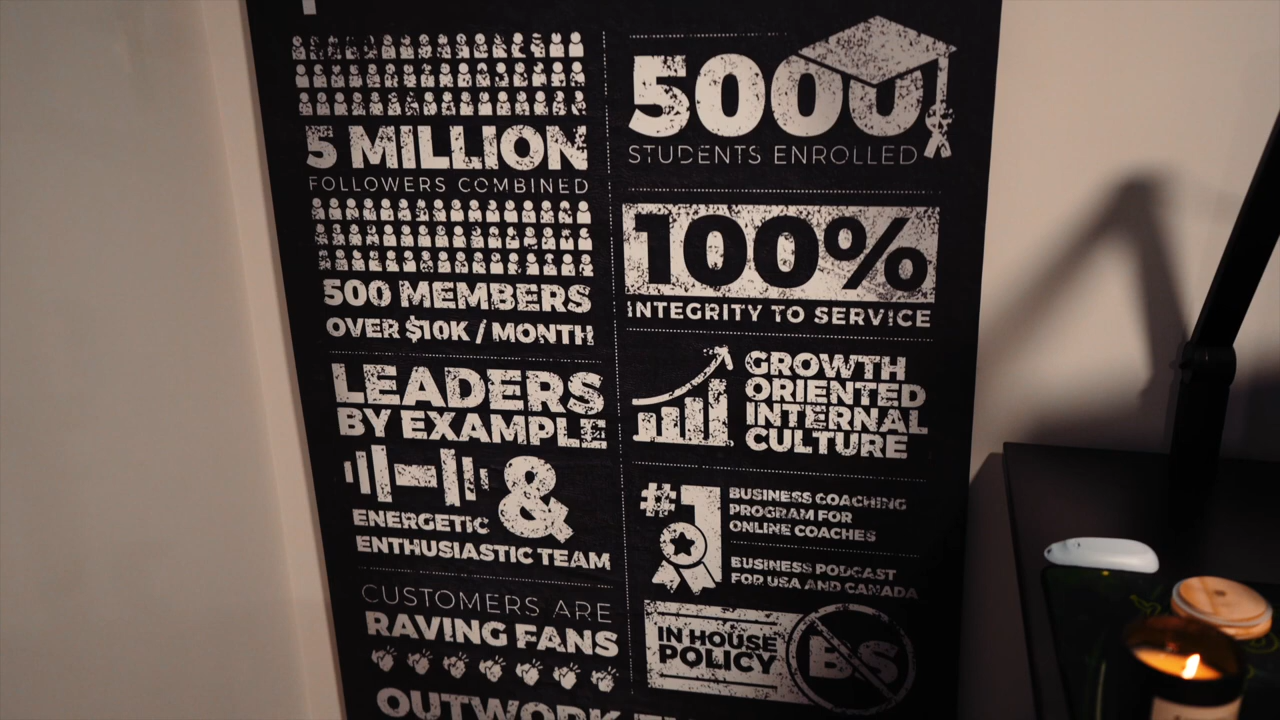 5 MILLION
FOLLOWERS COMBINED
500 MEMBERS
OVER $10K / MONTH
LEADERS
BY EXAMPLE
&
ENERGETIC
ENTHUSIASTIC TEAM
CUSTOMERS ARE
RAVING FANS
OUTWORK
5000
STUDENTS ENROLLED
100%
INTEGRITY TO SERVICE
GROWTH
ORIENTED
INTERNAL
CULTURE
#1
BUSINESS COACHING
PROGRAM FOR
ONLINE COACHES
BUSINESS PODCAST
FOR USA AND CANADA
IN HOUSE
POLICY
BS